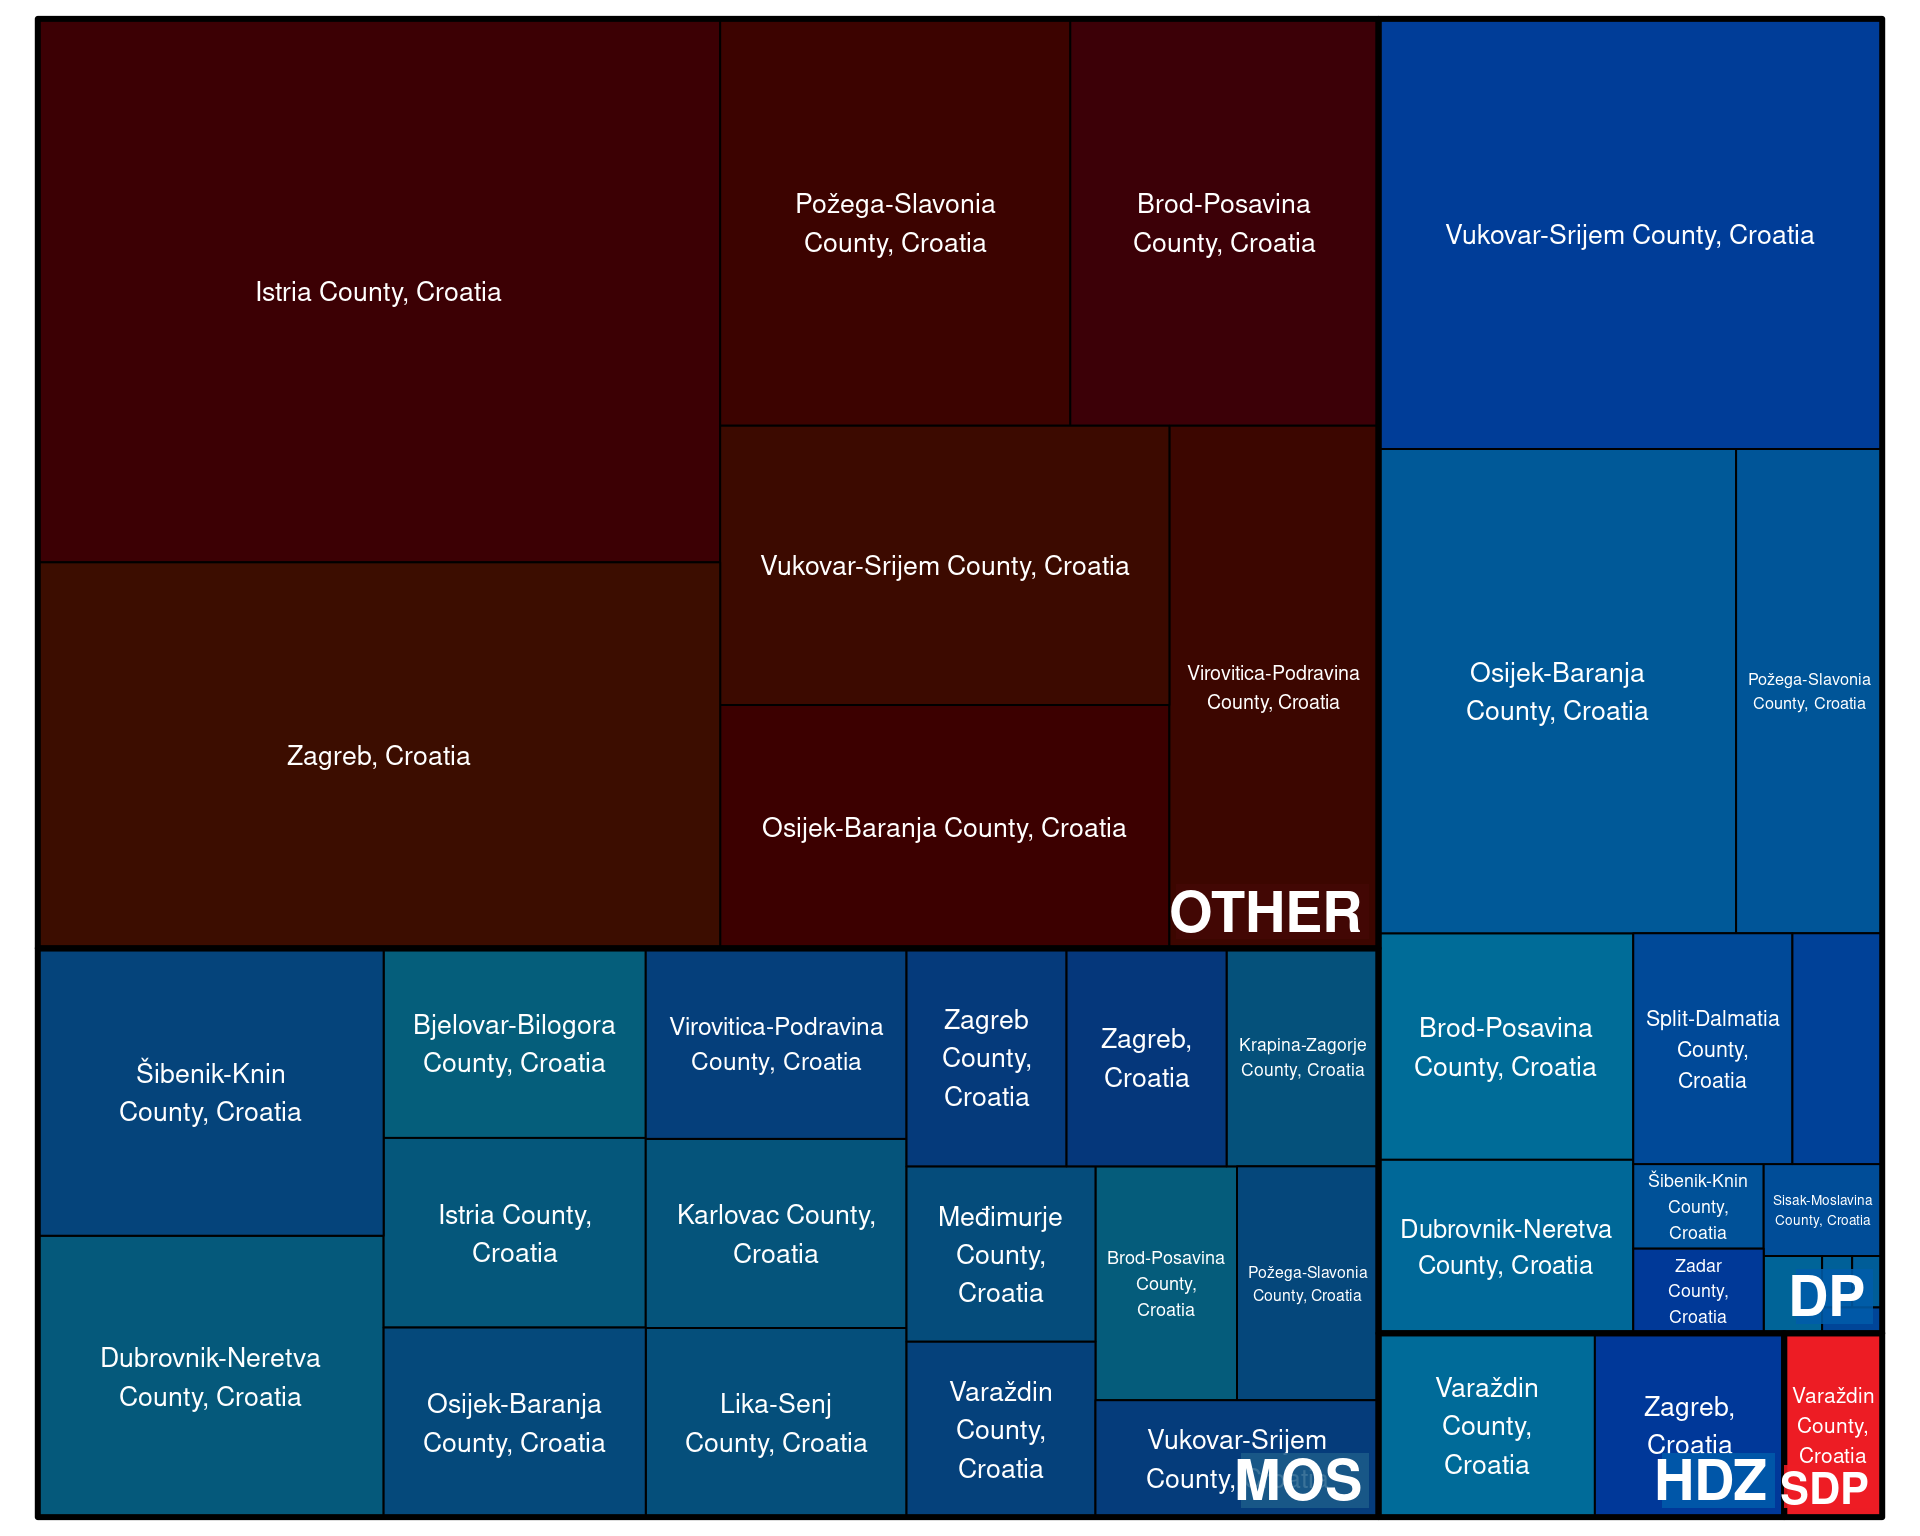 Istria County, Croatia
Požega-Slavonia
County, Croatia
Brod-Posavina
County, Croatia
Zagreb, Croatia
Vukovar-Srijem County, Croatia
Osijek-Baranja County, Croatia
Virovitica-Podravina
County, Croatia
OTHER
Vukovar-Srijem County, Croatia
Osijek-Baranja
County, Croatia
Požega-Slavonia
County, Croatia
Brod-Posavina
County, Croatia
Split-Dalmatia
County,
Croatia
Dubrovnik-Neretva
County, Croatia
Šibenik-Knin
County,
Croatia
Sisak-Moslavina
County, Croatia
Zadar
County,
Croatia
DP
Šibenik-Knin
County, Croatia
Dubrovnik-Neretva
County, Croatia
Bjelovar-Bilogora
County, Croatia
Istria County,
Croatia
Osijek-Baranja
County, Croatia
Virovitica-Podravina
County, Croatia
Karlovac County,
Croatia
Lika-Senj
County, Croatia
Zagreb
County,
Croatia
Zagreb,
Croatia
Krapina-Zagorje
County, Croatia
Međimurje
County,
Croatia
Varaždin
County,
Croatia
Brod-Posavina
County,
Croatia
Požega-Slavonia
County, Croatia
Vukovar-Srijem
County, Croatia
MOS
Varaždin
County,
Croatia
Zagreb,
Croatia
HDZ
Varaždin
County,
Croatia
SDP